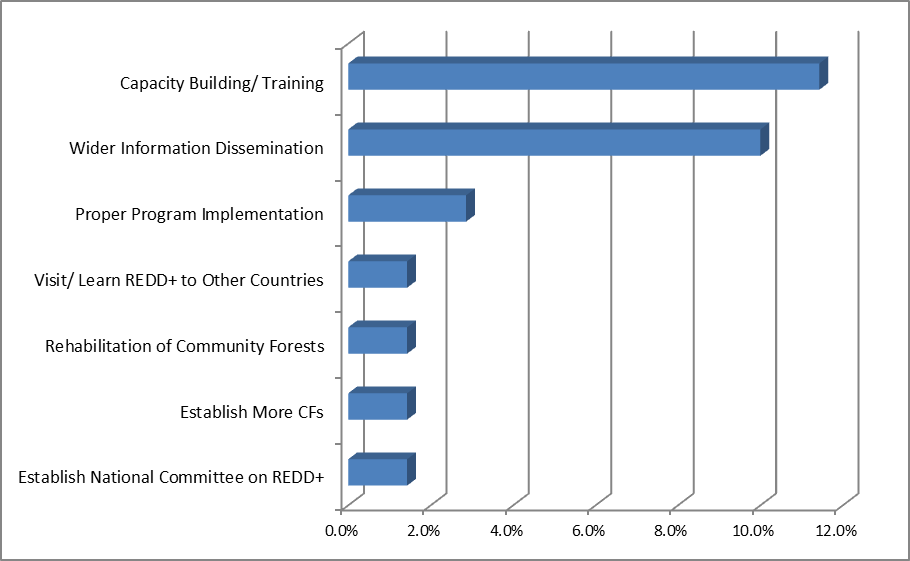 Capacity Building/ Training
Wider Information Dissemination
Proper Program Implementation
Visit/ Learn REDD+ to Other Countries
Rehabilitation of Community Forests
Establish More CFs
Establish National Committee on REDD+
0.0% 2.0% 4.0% 6.0% 8.0% 10.0% 12.0%